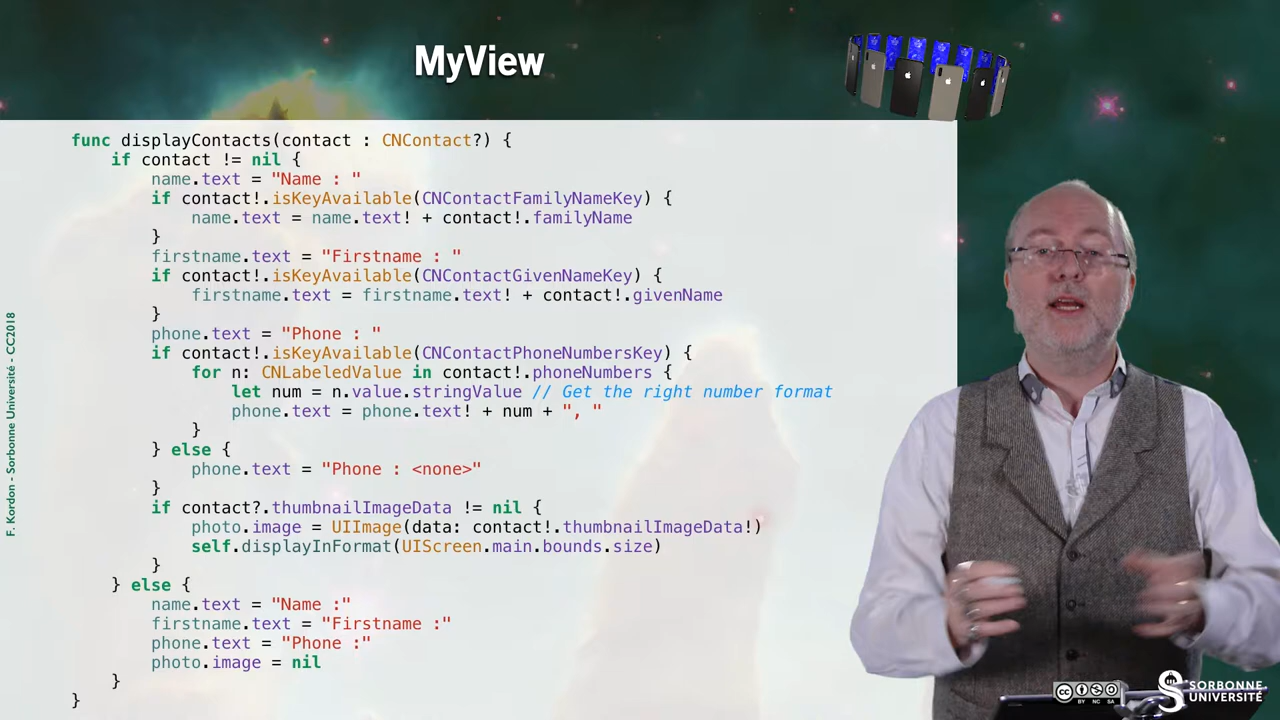 MyView
func displayContacts(contact : CNContact?) {
    if contact != nil {
        name.text = "Name : "
        if contact!.isKeyAvailable(CNContactFamilyNameKey) {
            name.text = name.text! + contact!.familyName
        }
        firstname.text = "Firstname : "
        if contact!.isKeyAvailable(CNContactGivenNameKey) {
            firstname.text = firstname.text! + contact!.givenName
        }
        phone.text = "Phone : "
        if contact!.isKeyAvailable(CNContactPhoneNumbersKey) {
            for n: CNLabeledValue in contact!.phoneNumbers {
                let num = n.value.stringValue // Get the right number format
                phone.text = phone.text! + num + ", "
            }
        } else {
            phone.text = "Phone : <none>"
        }
        if contact?.thumbnailImageData != nil {
            photo.image = UIImage(data: contact!.thumbnailImageData!)
            self.displayInFormat(UIScreen.main.bounds.size)
        }
    } else {
        name.text = "Name :"
        firstname.text = "Firstname :"
        phone.text = "Phone :"
        photo.image = nil
    }
}
F. Kordon - Sorbonne Université - CC2018
CC BY NC SA
SORBONNE
UNIVERSITÉ